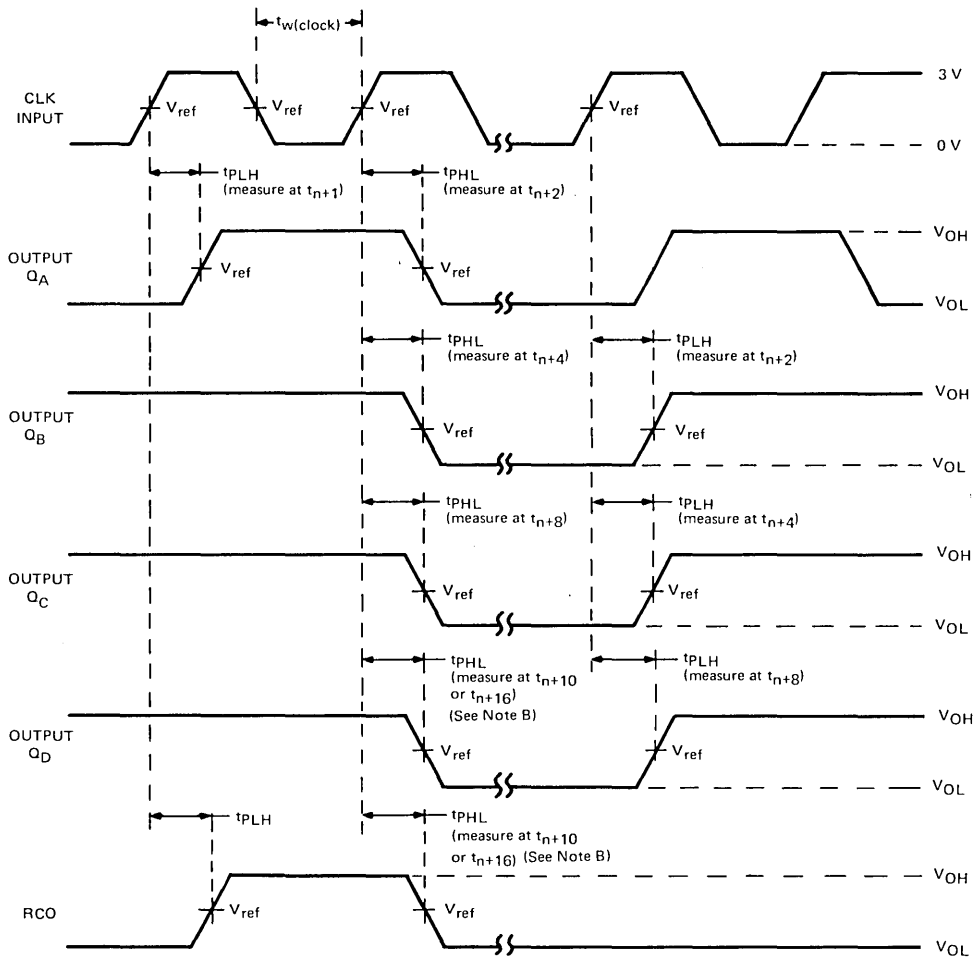 tw(clock)
3 V
CLK
INPUT
Vref
Vref
Vref
Vref
0 V
tPLH
(measure at tn+1)
tPHL
(measure at tn+2)
VOH
OUTPUT
QA
Vref
Vref
VOL
tPHL
(measure at tn+4)
tPLH
(measure at tn+2)
VOH
OUTPUT
QB
Vref
Vref
VOL
tPHL
(measure at tn+8)
tPLH
(measure at tn+4)
VOH
OUTPUT
QC
Vref
Vref
VOL
tPHL
(measure at tn+10
or tn+16)
(See Note B)
tPLH
(measure at tn+8)
VOH
OUTPUT
QD
Vref
Vref
VOL
tPLH
tPHL
(measure at tn+10
or tn+16) (See Note B)
VOH
RCO
Vref
Vref
VOL